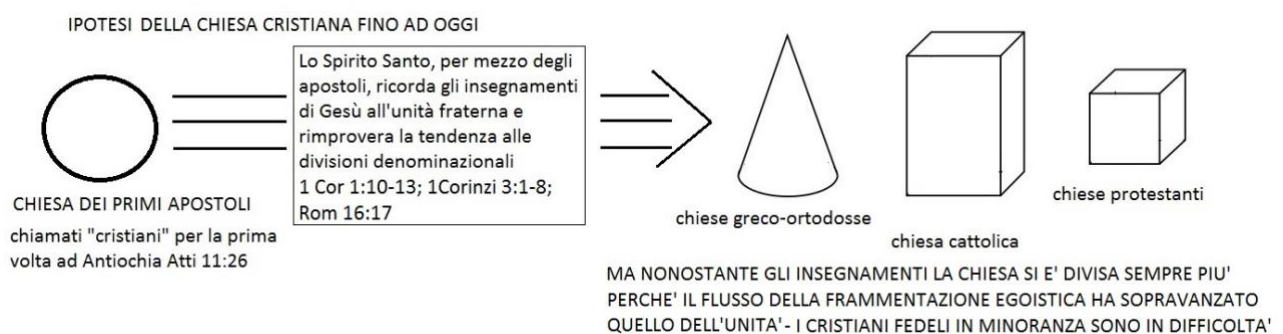 IPOTESI DELLA CHIESA CRISTIANA FINO AD OGGI
Lo Spirito Santo, per mezzo degli
apostoli, ricorda gli insegnamenti
di Gesù all'unità fraterna e
rimprovera la tendenza alle
divisioni denominazionali
1 Cor 1:10-13; 1Corinzi 3:1-8;
Rom 16:17
CHIESA DEI PRIMI APOSTOLI
chiamati "cristiani" per la prima
volta ad Antiochia Atti 11:26
chiese greco-ortodosse
chiesa cattolica
chiese protestanti
MA NONOSTANTE GLI INSEGNAMENTI LA CHIESA SI E' DIVISA SEMPRE PIU'
PERCHE' IL FLUSSO DELLA FRAMMENTAZIONE EGOISTICA HA SOPRAVANZATO
QUELLO DELL'UNITA' - I CRISTIANI FEDELI IN MINORANZA SONO IN DIFFICOLTA'